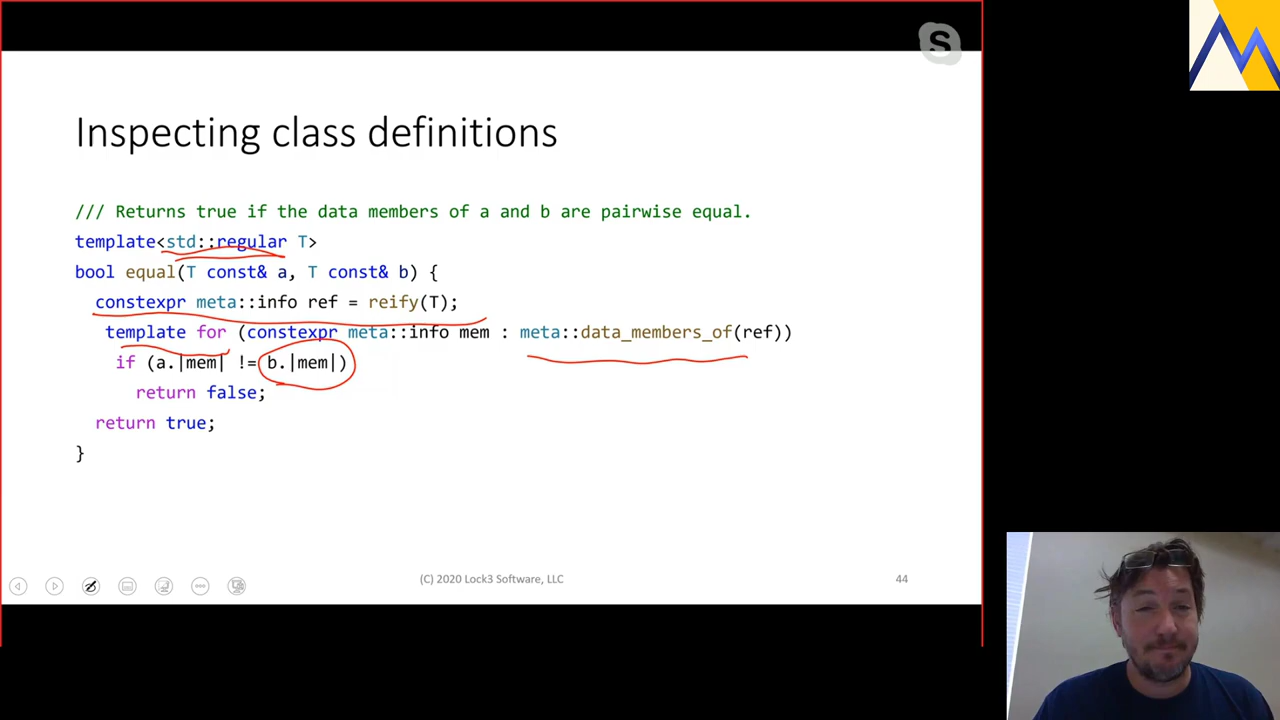 Inspecting class definitions
/// Returns true if the data members of a and b are pairwise equal.
template<std::regular T>
bool equal(T const& a, T const& b) {
constexpr meta::info ref = reify(T);
template for (constexpr meta::info mem : meta::data_members_of(ref))
if (a.|mem| != b.|mem|)
return false;
return true;
}
(C) 2020 Lock3 Software, LLC
44